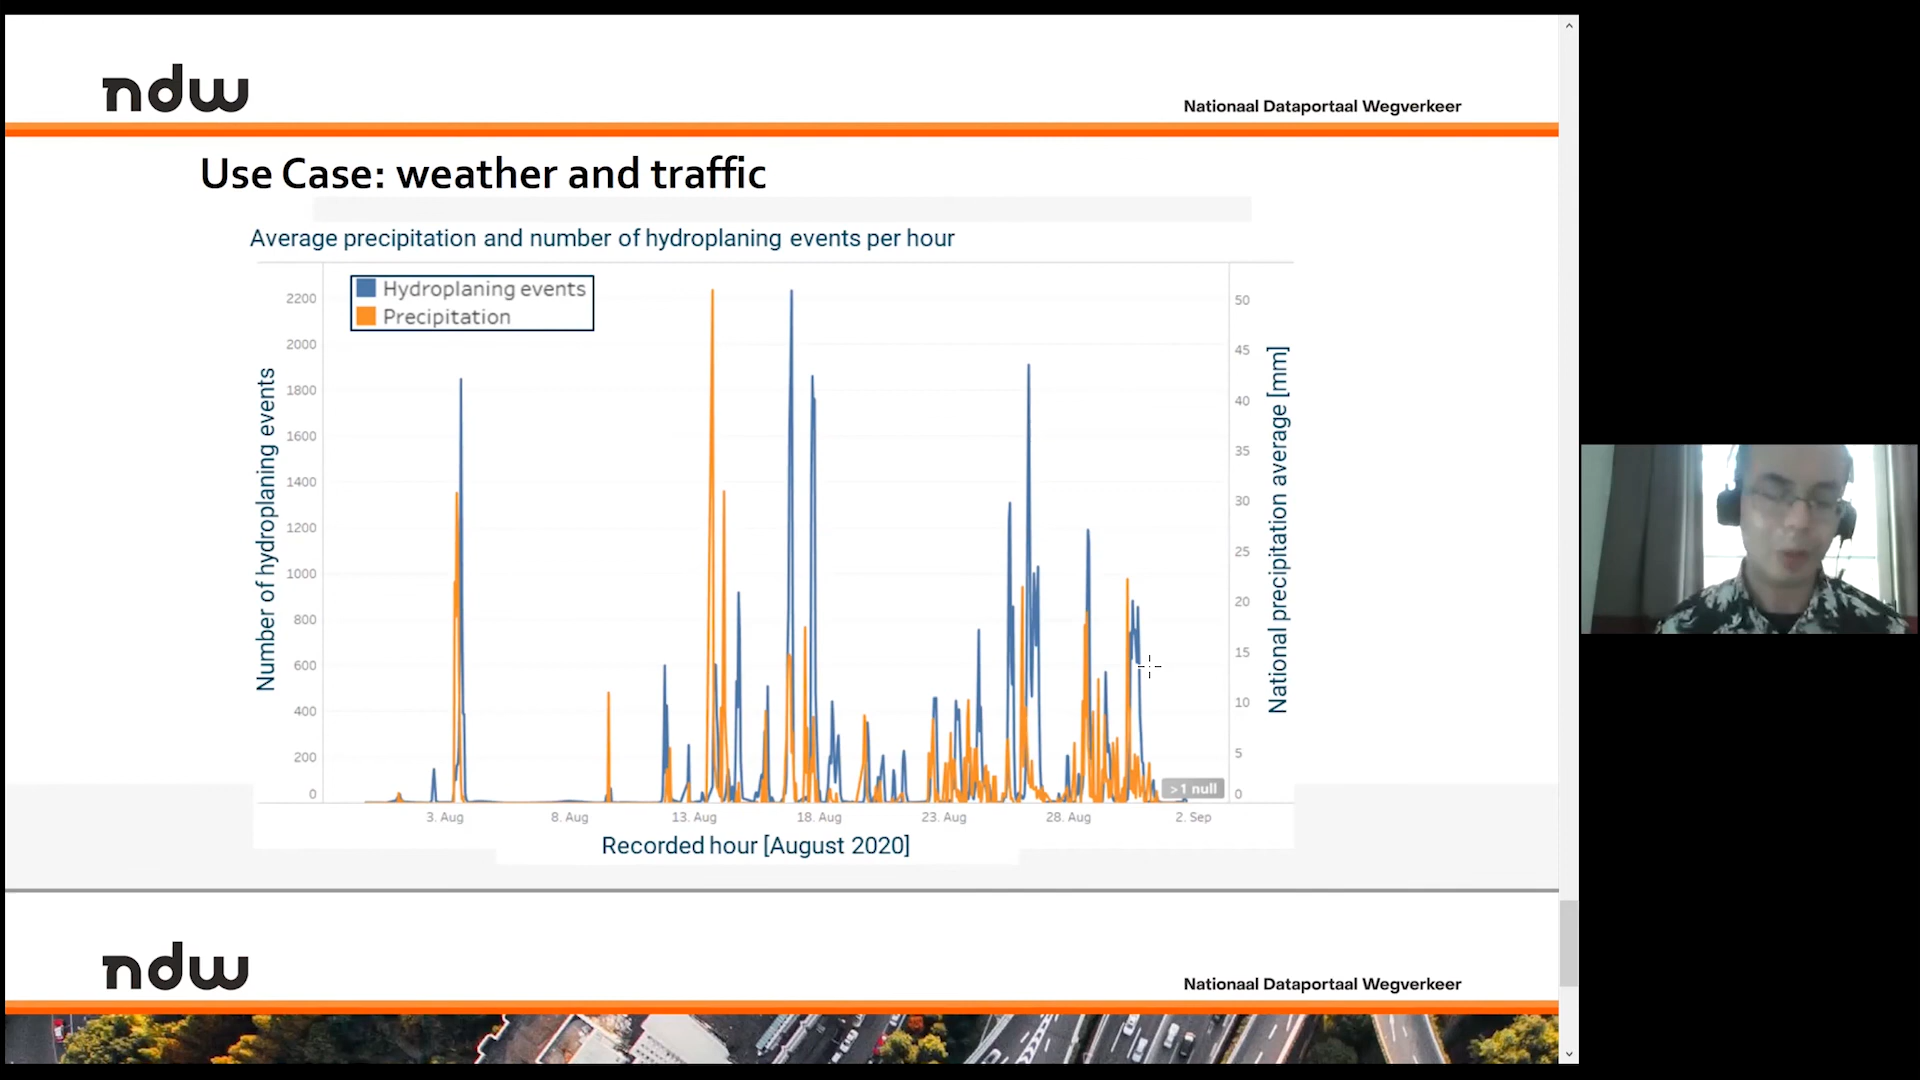 ndw
Nationaal Dataportaal Wegverkeer
Use Case: weather and traffic
Average precipitation and number of hydroplaning events per hour
Hydroplaning events
Precipitation
Number of hydroplaning events
2200
2000
1800
1600
1400
1200
1000
800
600
400
200
0
50
45
40
35
30
25
20
15
10
5
0
National precipitation average [mm]
>1 null
3. Aug 8. Aug 13. Aug 18. Aug 23. Aug 28. Aug 2. Sep
Recorded hour [August 2020]
ndw
Nationaal Dataportaal Wegverkeer